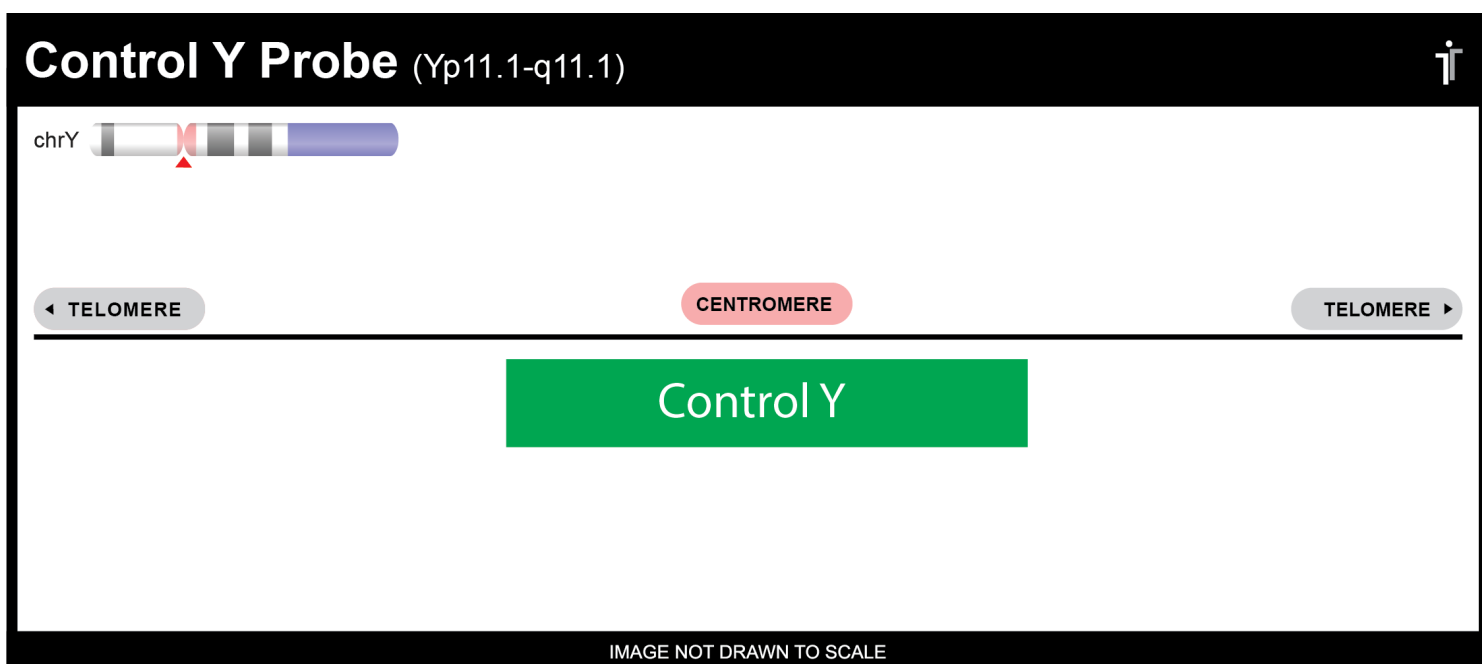 Control Y Probe (Yp11.1-q11.1)
chrY
TELOMERE
CENTROMERE
TELOMERE
Control Y
IMAGE NOT DRAWN TO SCALE